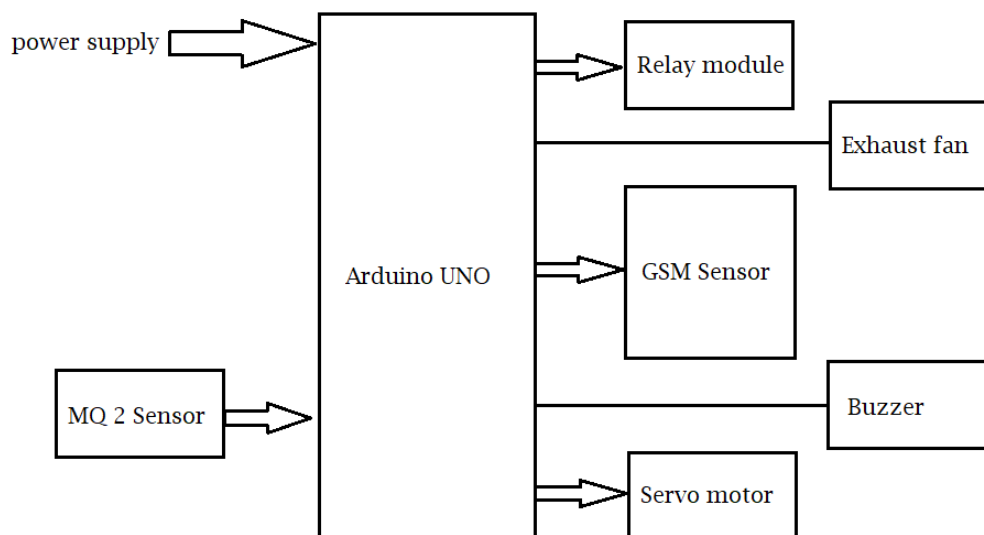 power supply
Relay module
Exhaust fan
Arduino UNO
GSM Sensor
MQ 2 Sensor
Buzzer
Servo motor